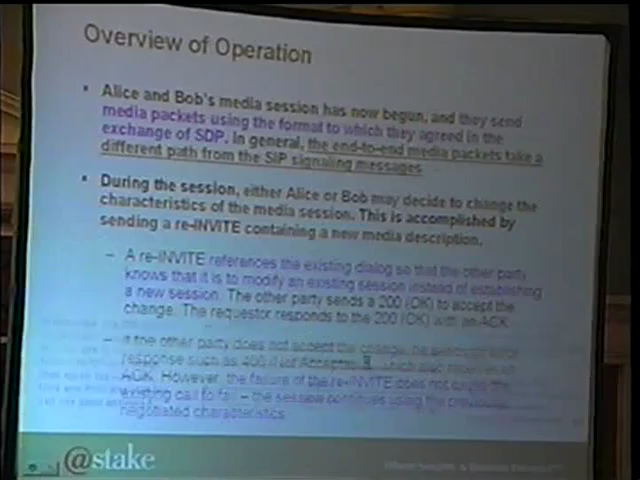 Overview of Operation
Alice and Bob's media session has now begun, and they send
media packets using the format to which they agreed in the
exchange of SDP. In general, the end-to-end media packets take a
different path from the SIP signaling messages
During the session, either Alice or Bob may decide to change the
characteristics of the media session. This is accomplished by
sending a re-INVITE containing a new media description.
– A re-INVITE references the existing dialog so that the other party
knows that it is to modify an existing session instead of establishing
a new session. The other party sends a 200 (OK) to accept the
change. The requestor responds to the 200 (OK) with an ACK
– If the other party does not accept the change, he sends an error
response such as 406 (Not Acceptable), which also receives an
ACK. However, the failure of the re-INVITE does not cause the
existing call to fail – the session continues using the previously
negotiated characteristics.
@stake